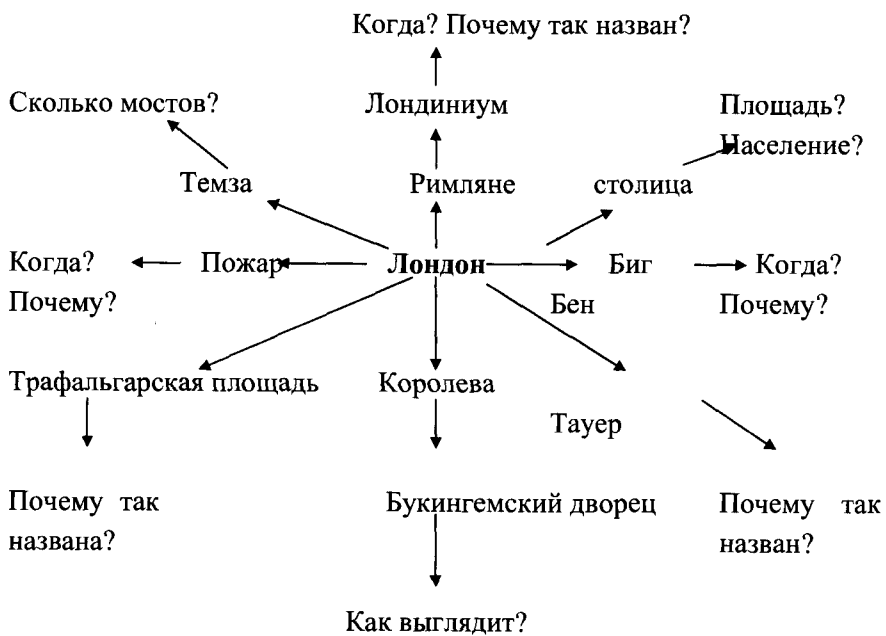 Когда? Почему так назван?
Сколько мостов?
Лондиниум
Площадь?
Население?
Темза
Римляне
столица
Когда?
Почему?
Пожар
Лондон
Биг
Бен
Когда?
Почему?
Трафальгарская площадь
Королева
Тауер
Почему так
названа?
Букингемский дворец
Почему так
назван?
Как выглядит?